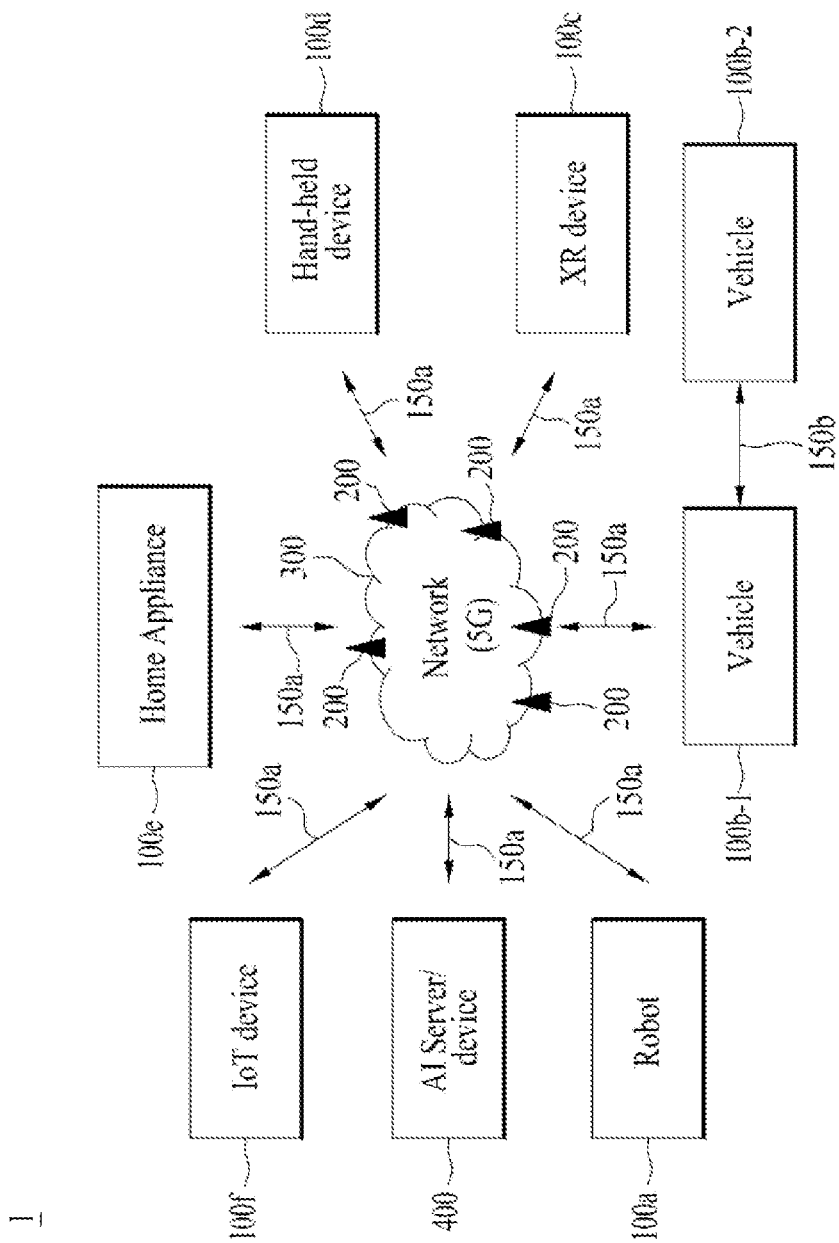 1
100e
Home Appliance
100f
IoT device
150a
150a
200
300
200
150a
Hand-held
device
100d
400
AI Server/
device
150a
Network
(5G)
200
150a
XR device
100c
100a
Robot
150a
200
200
150a
100b-1
Vehicle
150b
Vehicle
100b-2